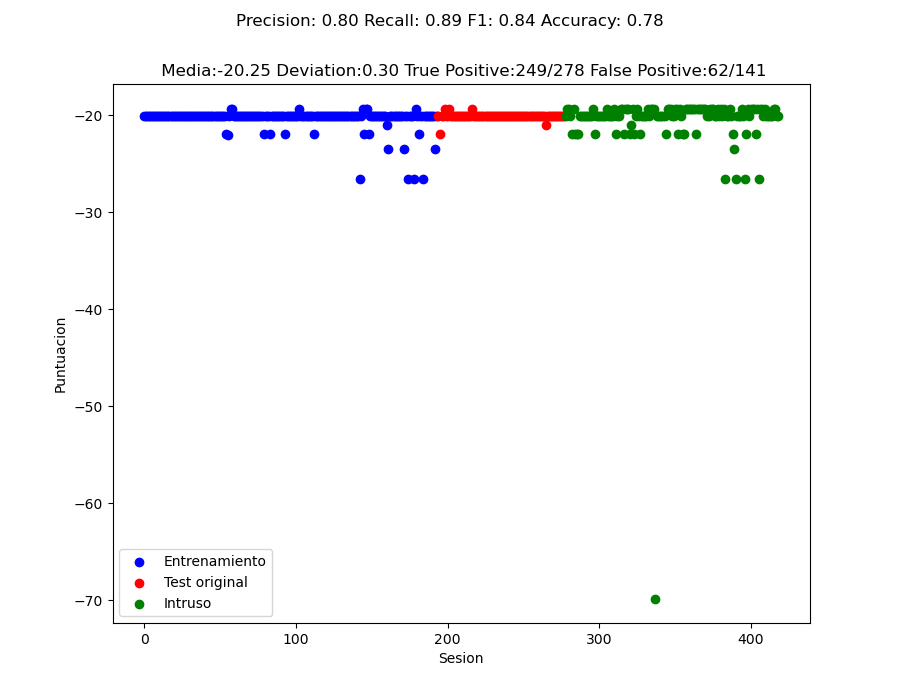 Precision: 0.80 Recall: 0.89 F1: 0.84 Accuracy: 0.78
Media:-20.25 Deviation:0.30 True Positive:249/278 False Positive:62/141
−20
−30
−40
−50
−60
−70
Puntuacion
Entrenamiento
Test original
Intruso
0 100 200 300 400
Sesion